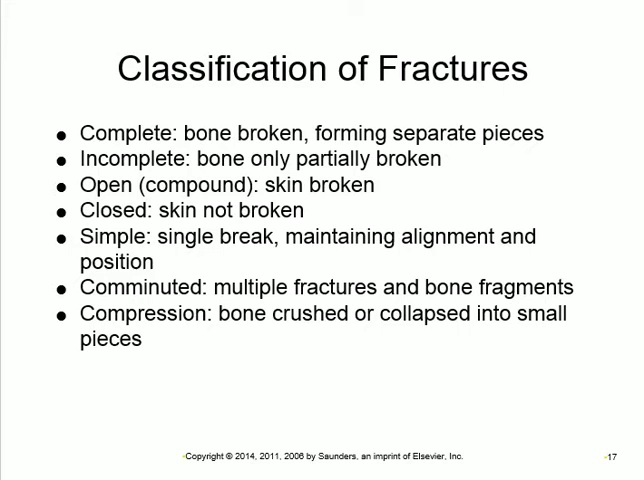 Classification of Fractures
● Complete: bone broken, forming separate pieces
● Incomplete: bone only partially broken
● Open (compound): skin broken
● Closed: skin not broken
● Simple: single break, maintaining alignment and
position
● Comminuted: multiple fractures and bone fragments
● Compression: bone crushed or collapsed into small
pieces
Copyright © 2014, 2011, 2006 by Saunders, an imprint of Elsevier, Inc.
17